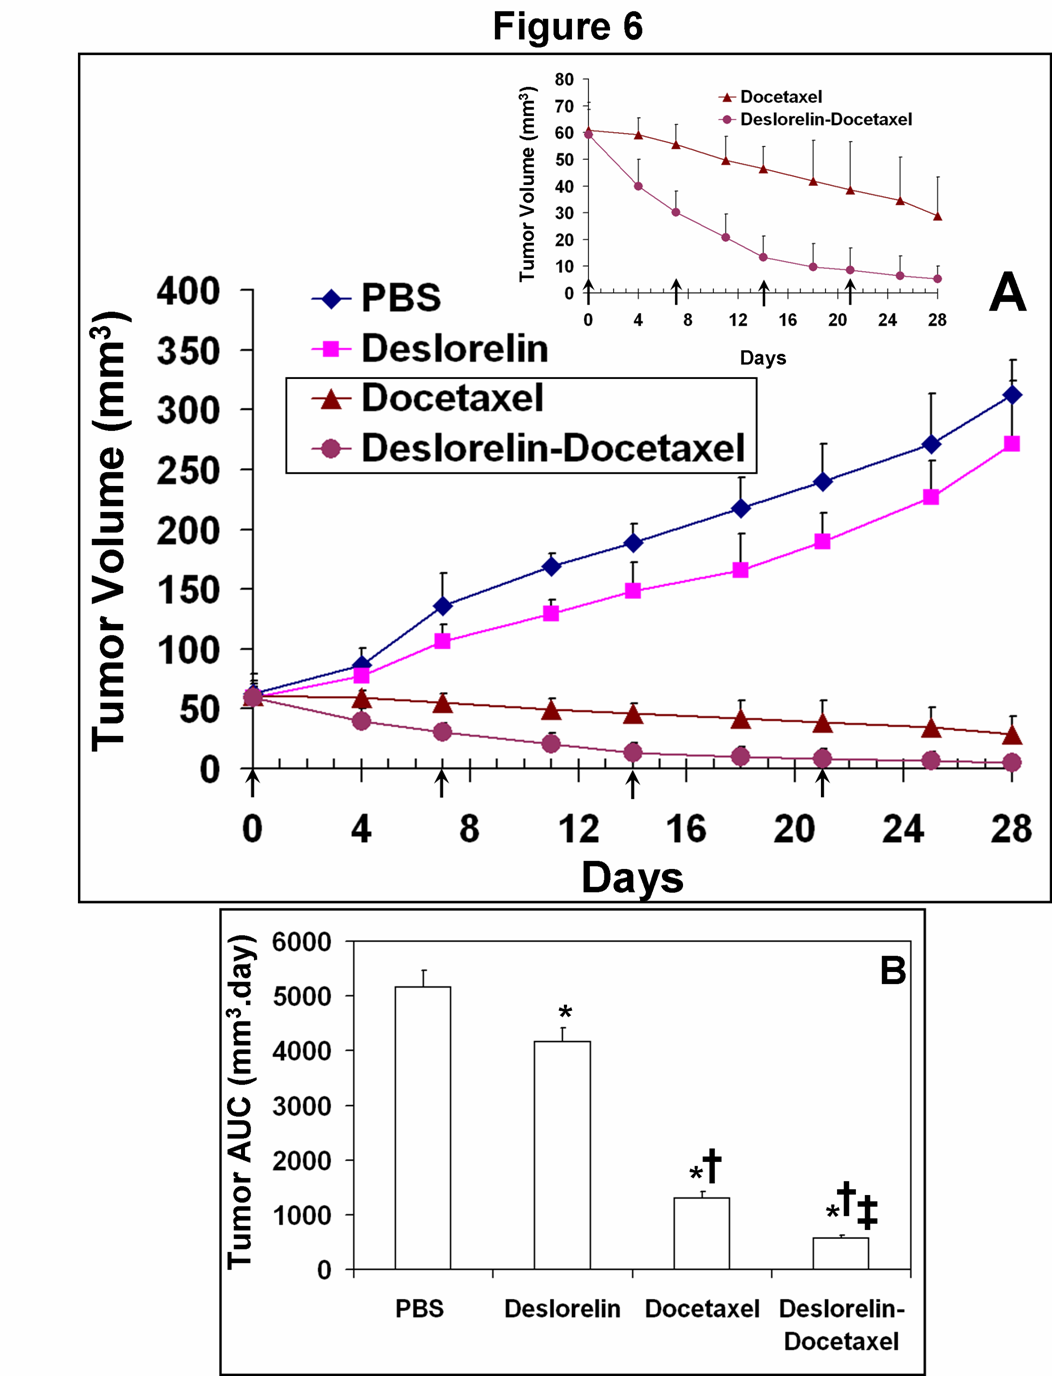 Figure 6
80
70
60
50
40
30
20
10
0
Tumor Volume (mm³)
Docetaxel
Deslorelin-Docetaxel
0 4 8 12 16 20 24 28
Days
A
400
350
300
250
200
150
100
50
0
Tumor Volume (mm³)
PBS
Deslorelin
Docetaxel
Deslorelin-Docetaxel
0 4 8 12 16 20 24 28
Days
B
6000
5000
4000
3000
2000
1000
0
Tumor AUC (mm³.day)
*
*†
*†‡
PBS Deslorelin Docetaxel Deslorelin-
Docetaxel